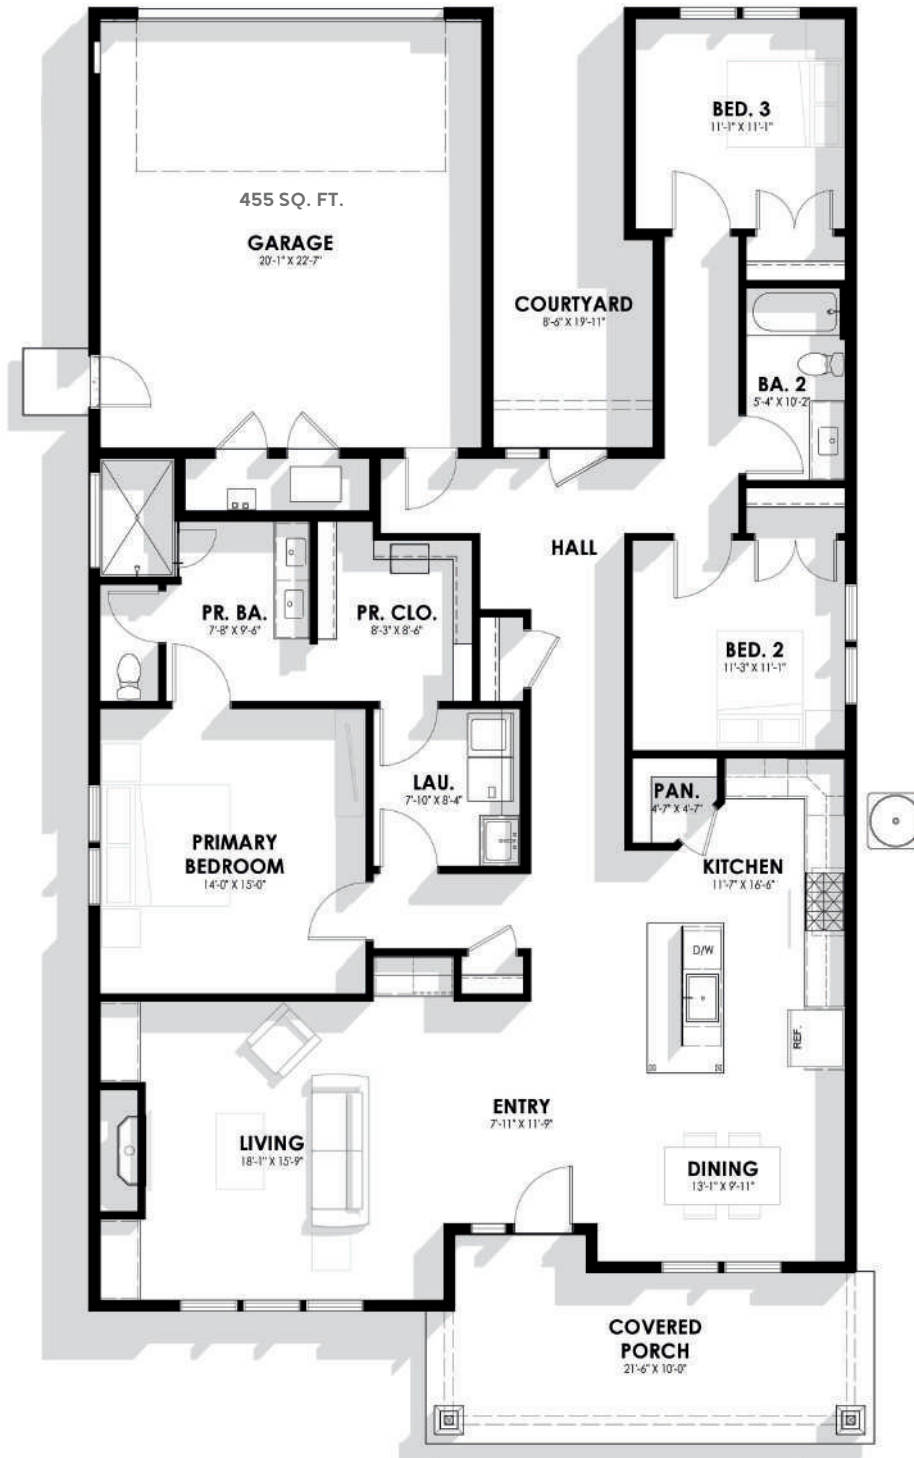 BED. 3
11'-1" X 11'-1"
455 SQ. FT.
GARAGE
20'-1" X 22'-7"
COURTYARD
8'-6" X 19'-11"
BA. 2
5'-4" X 10'-2"
HALL
PR. BA.
7'-8" X 9'-6"
PR. CLO.
8'-3" X 8'-6"
BED. 2
11'-3" X 11'-1"
LAU.
7'-10" X 8'-4"
PAN.
4'-7" X 4'-7"
PRIMARY
BEDROOM
14'-0" X 15'-0"
KITCHEN
11'-7" X 16'-6"
D/W
REF.
ENTRY
7'-11" X 11'-9"
LIVING
18'-1" X 15'-9"
DINING
13'-1" X 9'-11"
COVERED
PORCH
21'-6" X 10'-0"